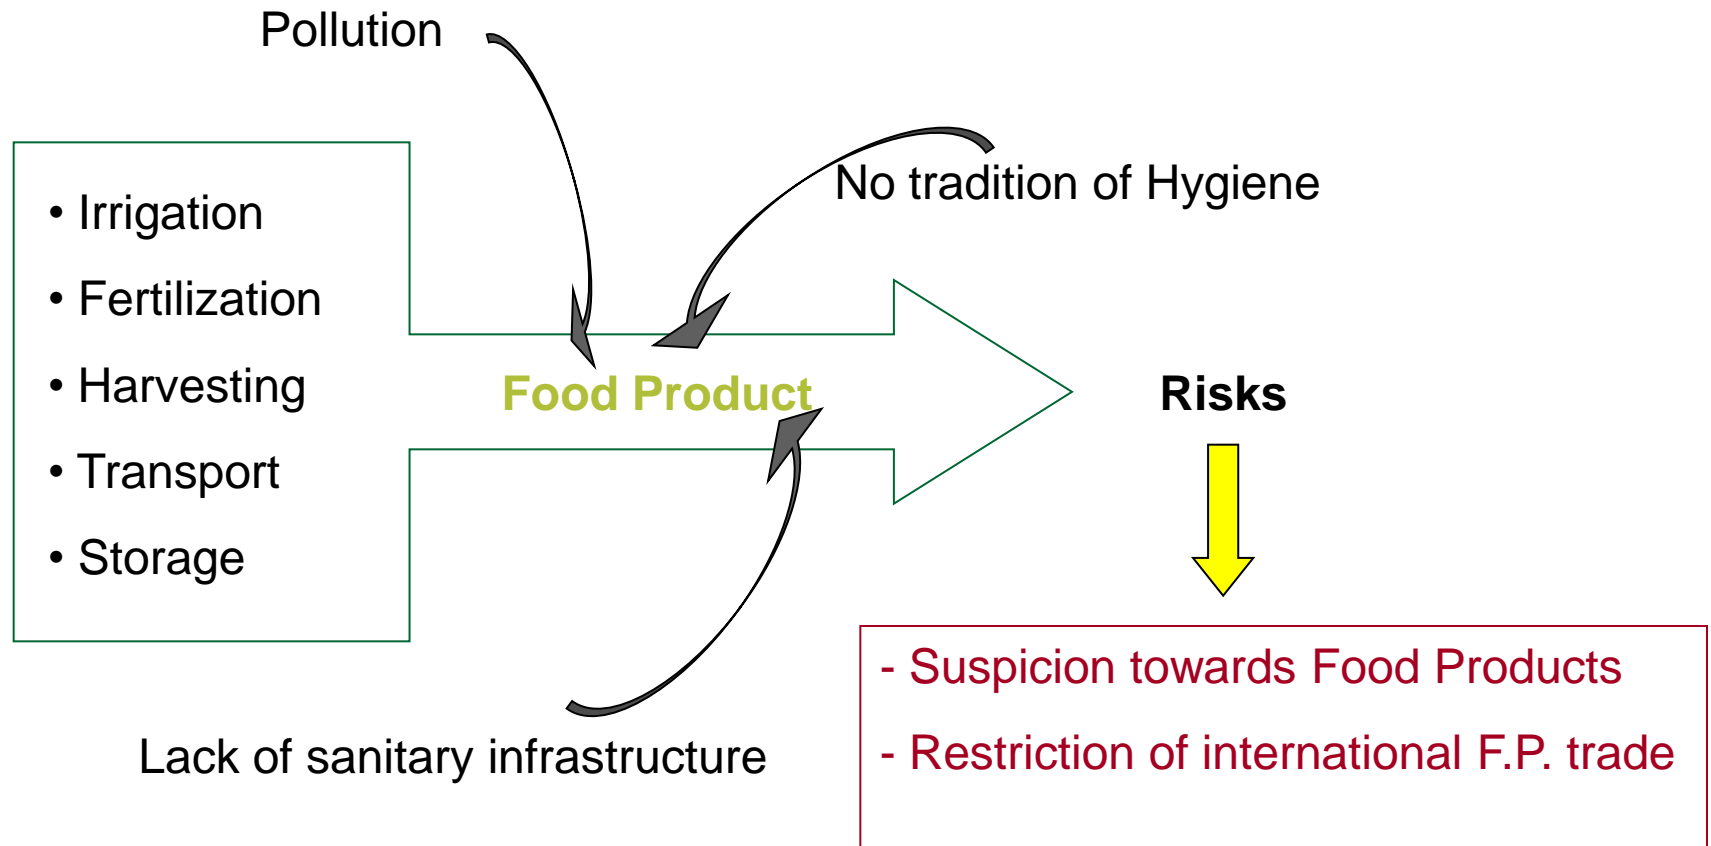 Pollution
No tradition of Hygiene
• Irrigation
• Fertilization
• Harvesting
• Transport
• Storage
Food Product
Risks
Lack of sanitary infrastructure
- Suspicion towards Food Products
- Restriction of international F.P. trade